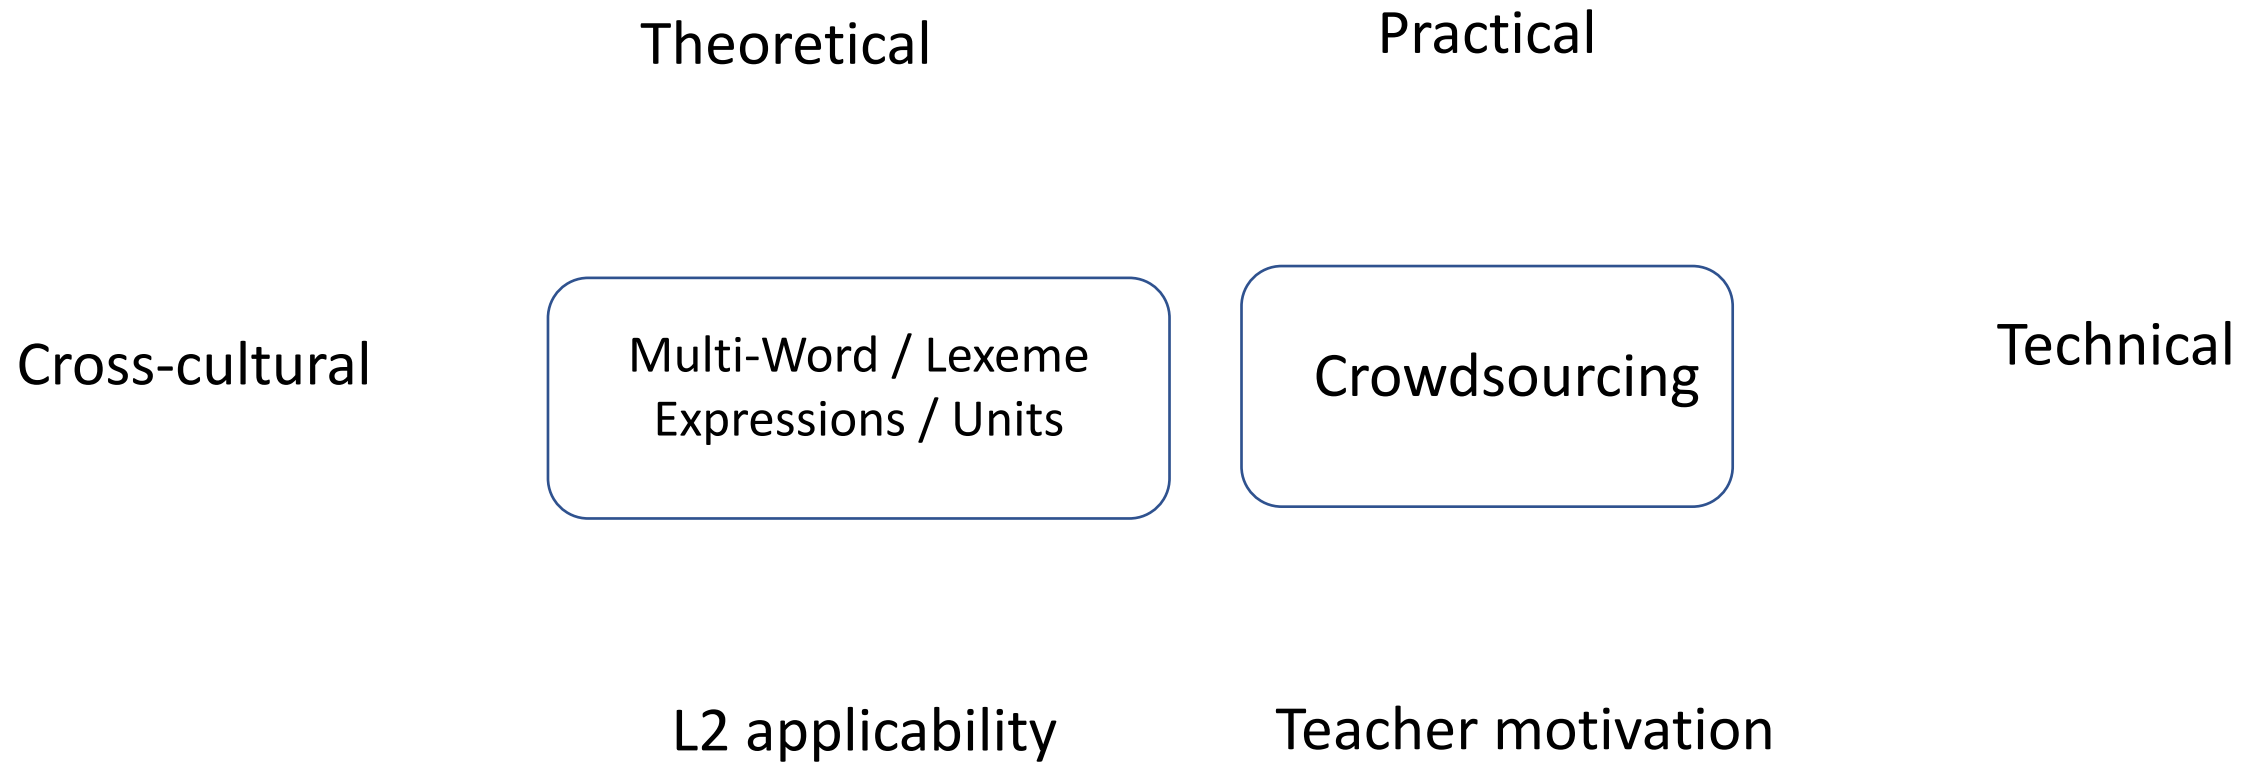 Theoretical
Practical
Cross-cultural
Multi-Word / Lexeme
Expressions / Units
Crowdsourcing
Technical
L2 applicability
Teacher motivation